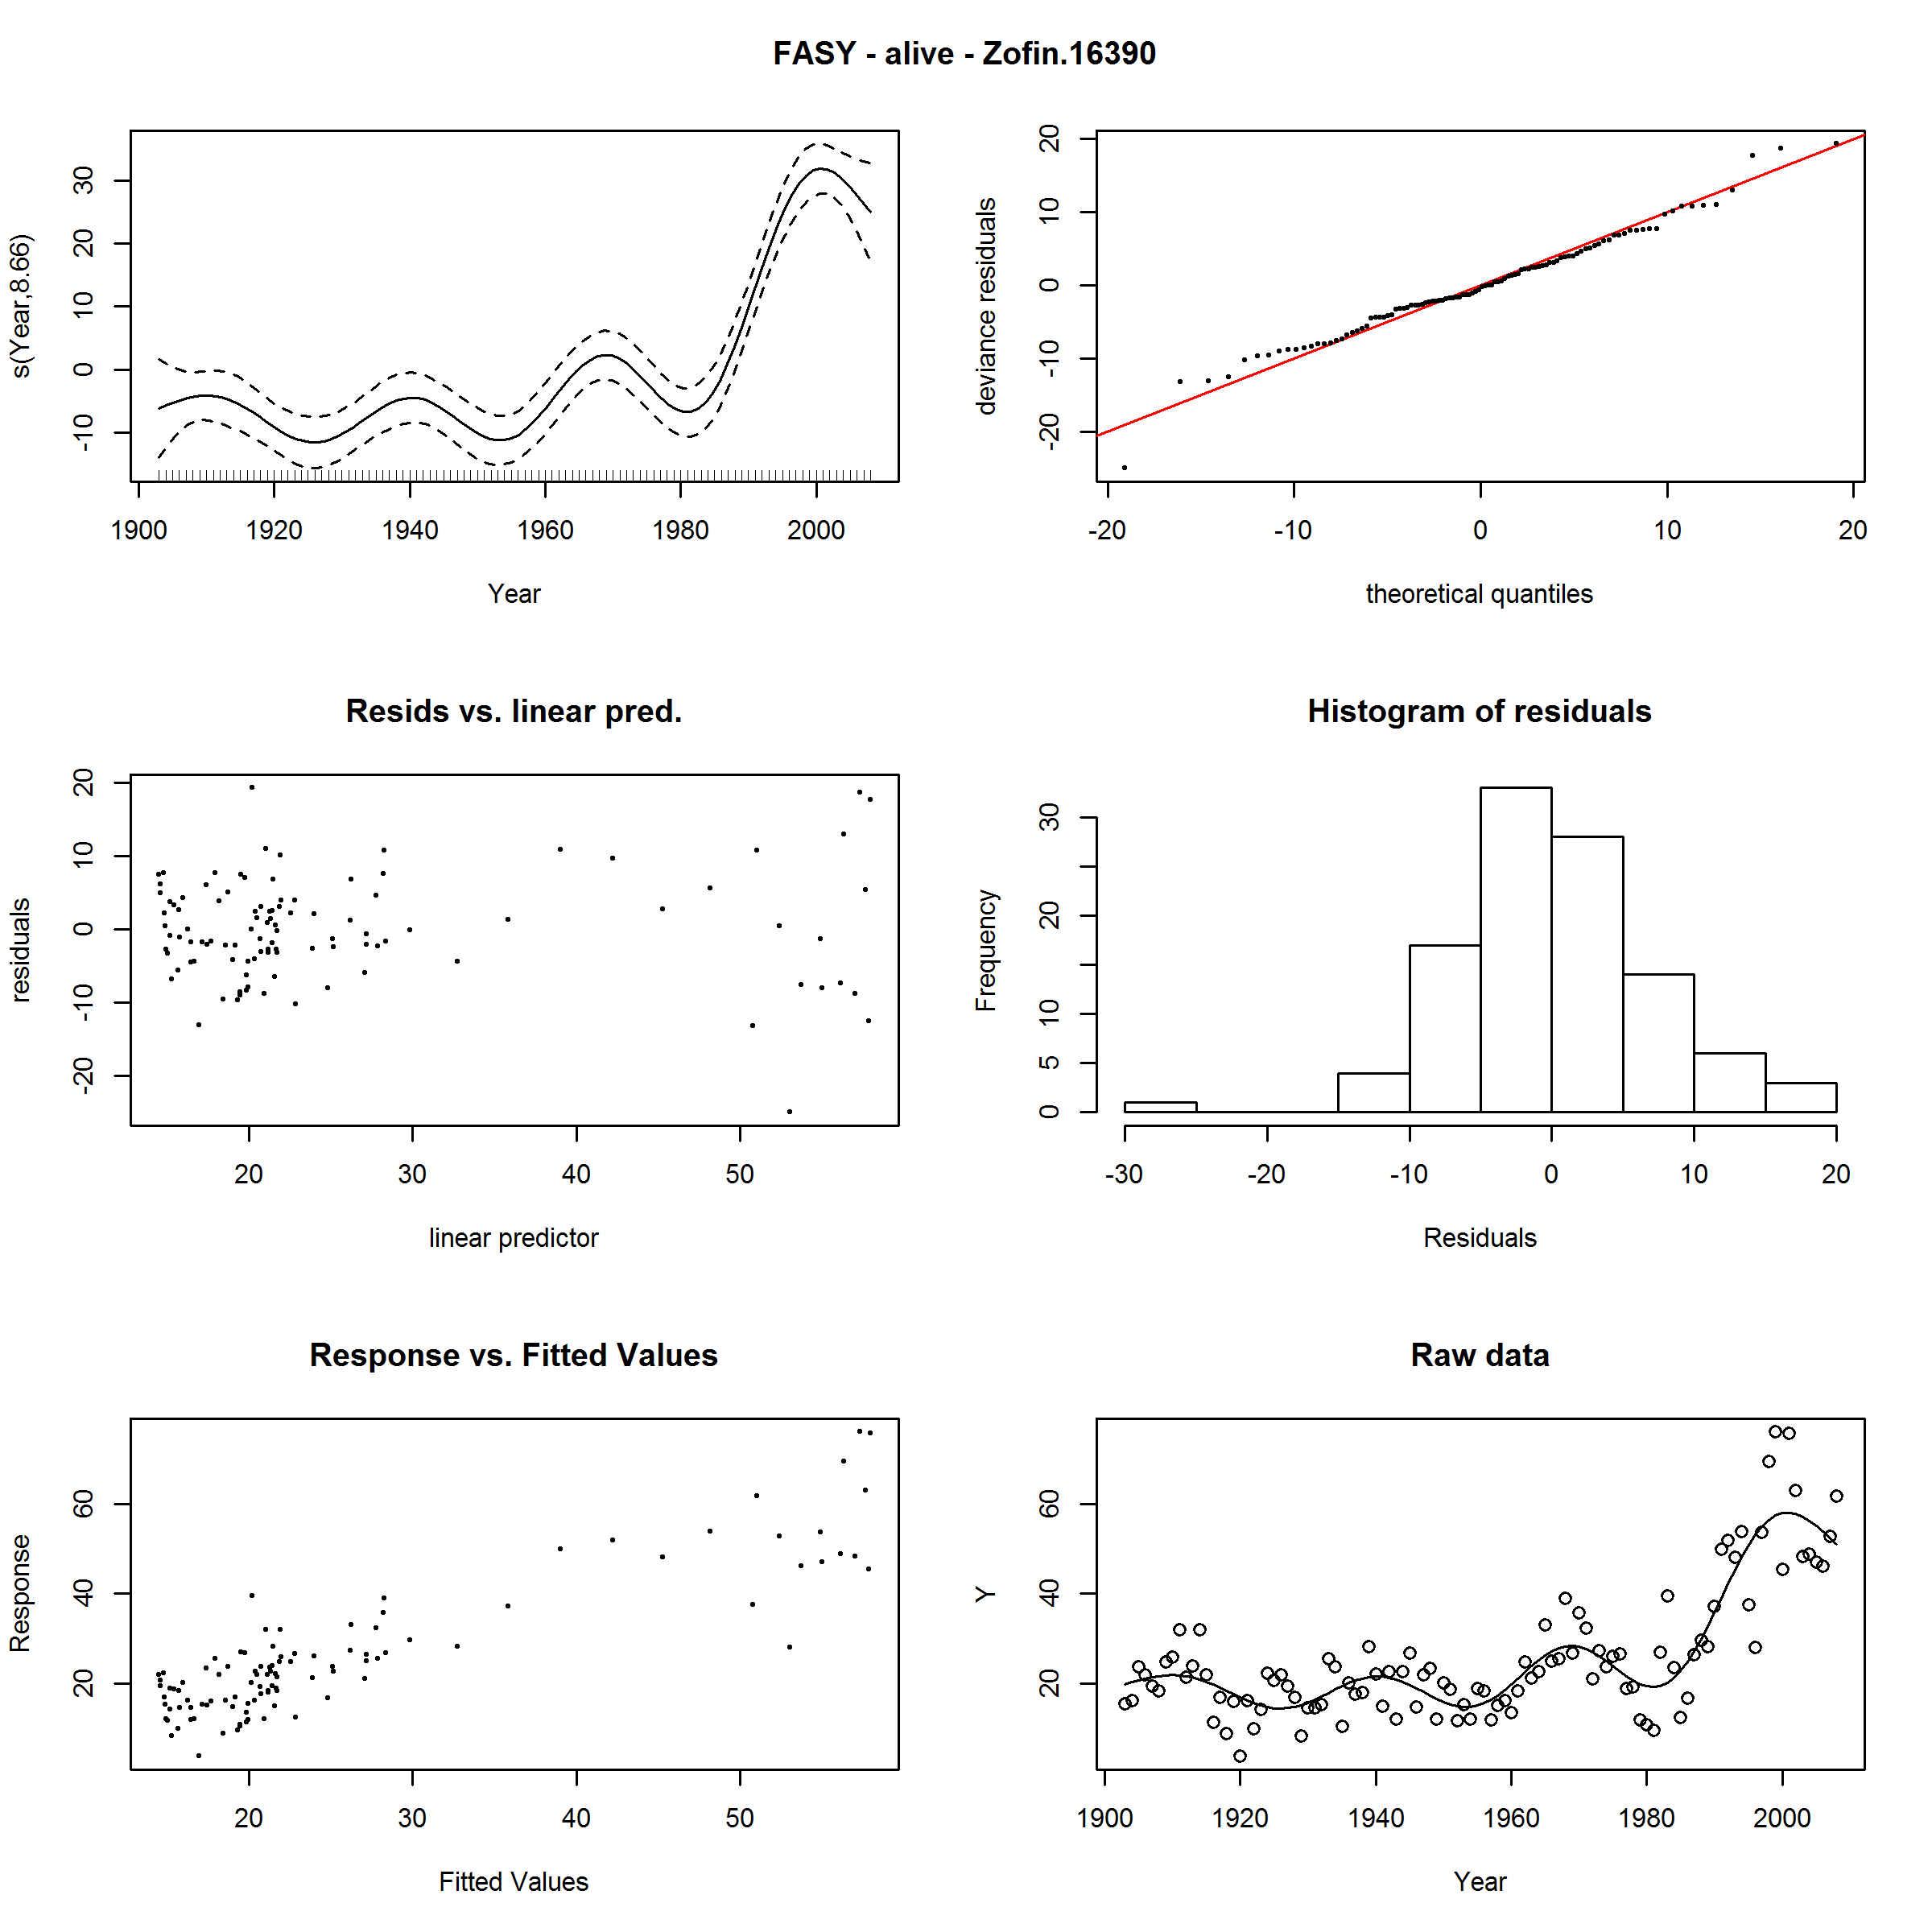 FASY - alive - Zofin.16390
s(Year,8.66)
-10 0 10 20 30
1900 1920 1940 1960 1980 2000
Year
deviance residuals
-20 -10 0 10 20
-20 -10 0 10 20
theoretical quantiles
Resids vs. linear pred.
residuals
-20 -10 0 10 20
20 30 40 50
linear predictor
Histogram of residuals
Frequency
0 5 10 20 30
-30 -20 -10 0 10 20
Residuals
Response vs. Fitted Values
Response
20 40 60
20 30 40 50
Fitted Values
Raw data
Y
20 40 60
1900 1920 1940 1960 1980 2000
Year